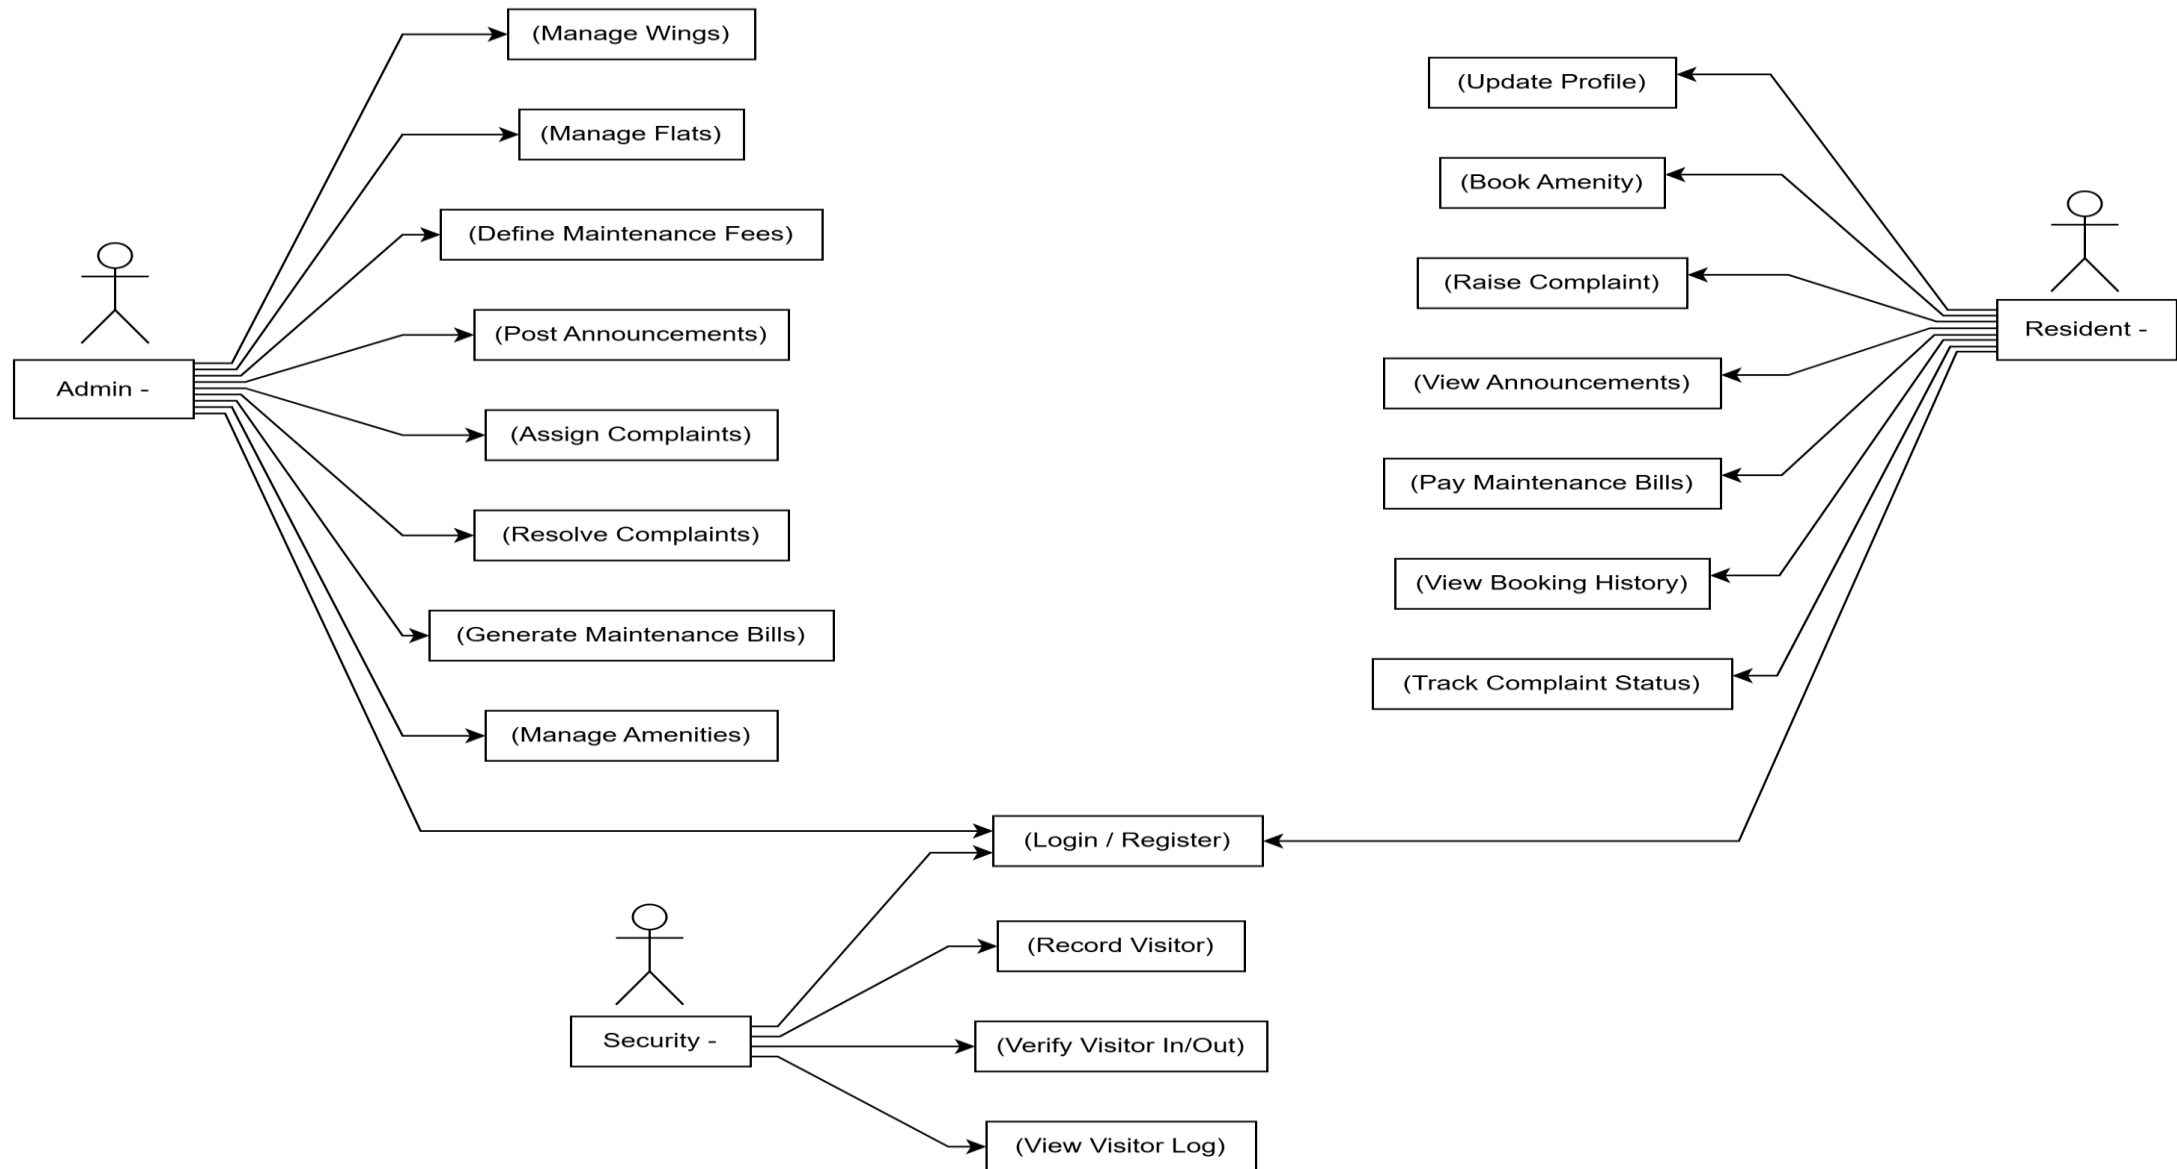 (Manage Wings)
(Manage Flats)
(Define Maintenance Fees)
(Post Announcements)
Admin -
(Assign Complaints)
(Resolve Complaints)
(Generate Maintenance Bills)
(Manage Amenities)
(Update Profile)
(Book Amenity)
(Raise Complaint)
Resident -
(View Announcements)
(Pay Maintenance Bills)
(View Booking History)
(Track Complaint Status)
(Login / Register)
(Record Visitor)
Security -
(Verify Visitor In/Out)
(View Visitor Log)